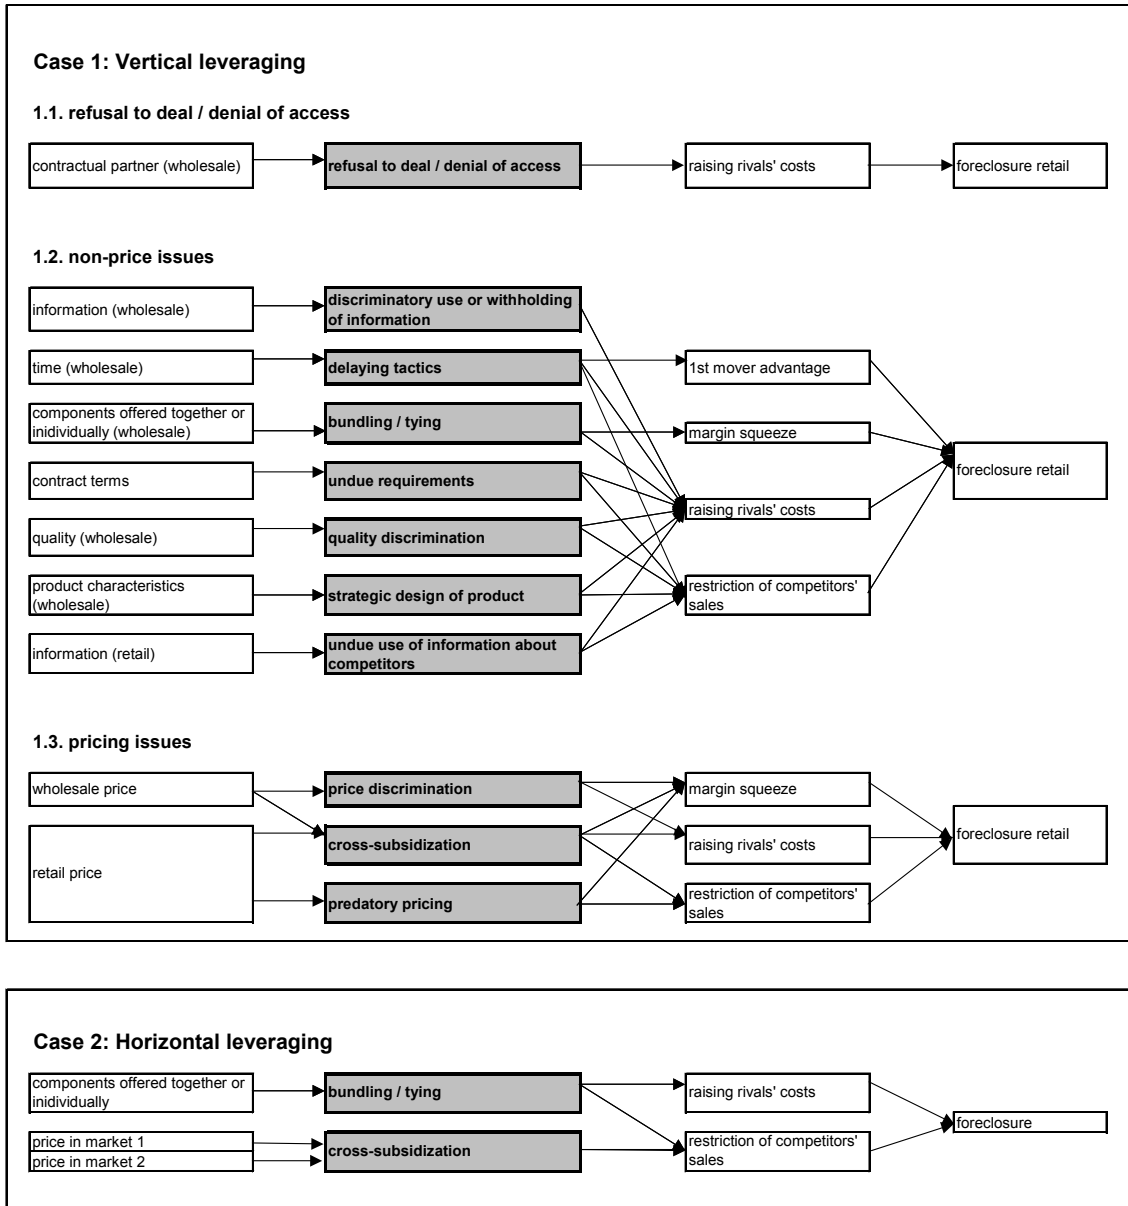 Case 1: Vertical leveraging
1.1. refusal to deal / denial of access
contractual partner (wholesale)
refusal to deal / denial of access
raising rivals' costs
foreclosure retail
1.2. non-price issues
information (wholesale)
discriminatory use or withholding
of information
time (wholesale)
delaying tactics
1st mover advantage
components offered together or
inidividually (wholesale)
bundling / tying
margin squeeze
foreclosure retail
contract terms
undue requirements
raising rivals' costs
quality (wholesale)
quality discrimination
product characteristics
(wholesale)
strategic design of product
restriction of competitors'
sales
information (retail)
undue use of information about
competitors
1.3. pricing issues
wholesale price
price discrimination
margin squeeze
retail price
cross-subsidization
raising rivals' costs
foreclosure retail
predatory pricing
restriction of competitors'
sales
Case 2: Horizontal leveraging
components offered together or
inidividually
bundling / tying
raising rivals' costs
foreclosure
price in market 1
price in market 2
cross-subsidization
restriction of competitors'
sales